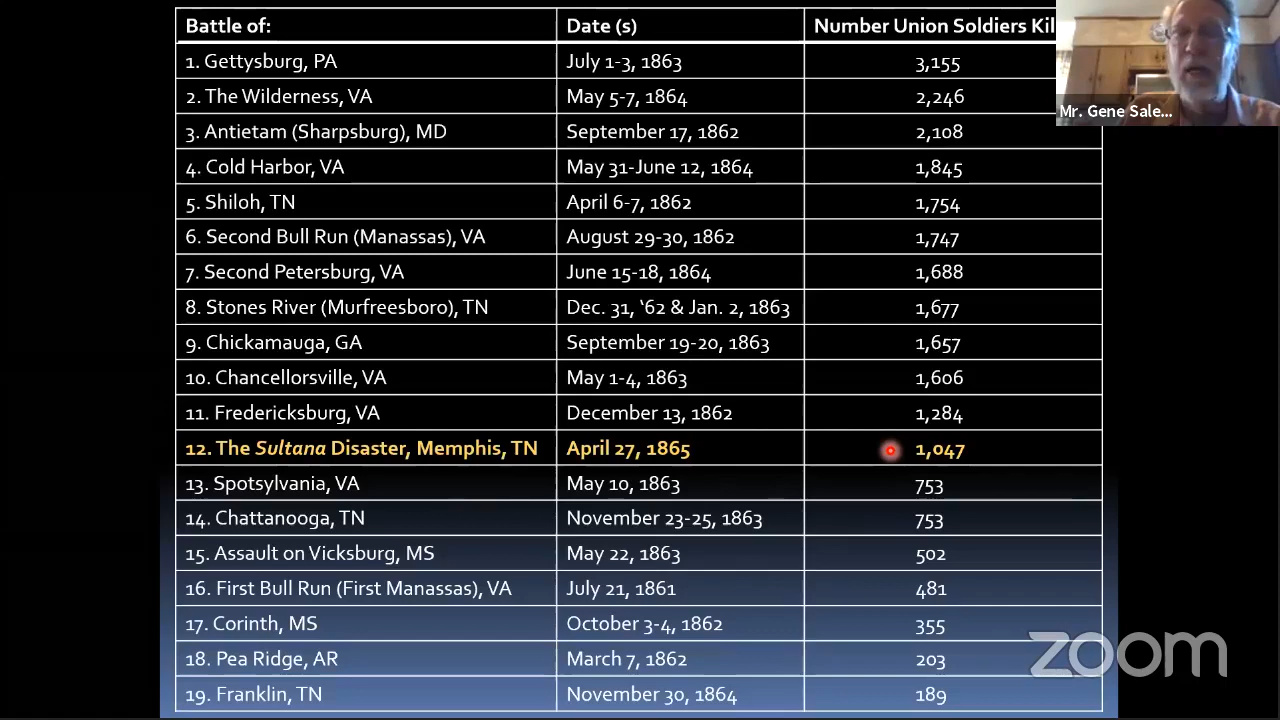 Battle of: Date (s) Number Union Soldiers Kil
1. Gettysburg, PA July 1-3, 1863 3,155
2. The Wilderness, VA May 5-7, 1864 2,246
Mr. Gene Sale...
3. Antietam (Sharpsburg), MD September 17, 1862 2,108
4. Cold Harbor, VA May 31-June 12, 1864 1,845
5. Shiloh, TN April 6-7, 1862 1,754
6. Second Bull Run (Manassas), VA August 29-30, 1862 1,747
7. Second Petersburg, VA June 15-18, 1864 1,688
8. Stones River (Murfreesboro), TN Dec. 31, ‘62 & Jan. 2, 1863 1,677
9. Chickamauga, GA September 19-20, 1863 1,657
10. Chancellorsville, VA May 1-4, 1863 1,606
11. Fredericksburg, VA December 13, 1862 1,284
12. The Sultana Disaster, Memphis, TN April 27, 1865 1,047
13. Spotsylvania, VA May 10, 1863 753
14. Chattanooga, TN November 23-25, 1863 753
15. Assault on Vicksburg, MS May 22, 1863 502
16. First Bull Run (First Manassas), VA July 21, 1861 481
17. Corinth, MS October 3-4, 1862 355
18. Pea Ridge, AR March 7, 1862 203
zoom
19. Franklin, TN November 30, 1864 189